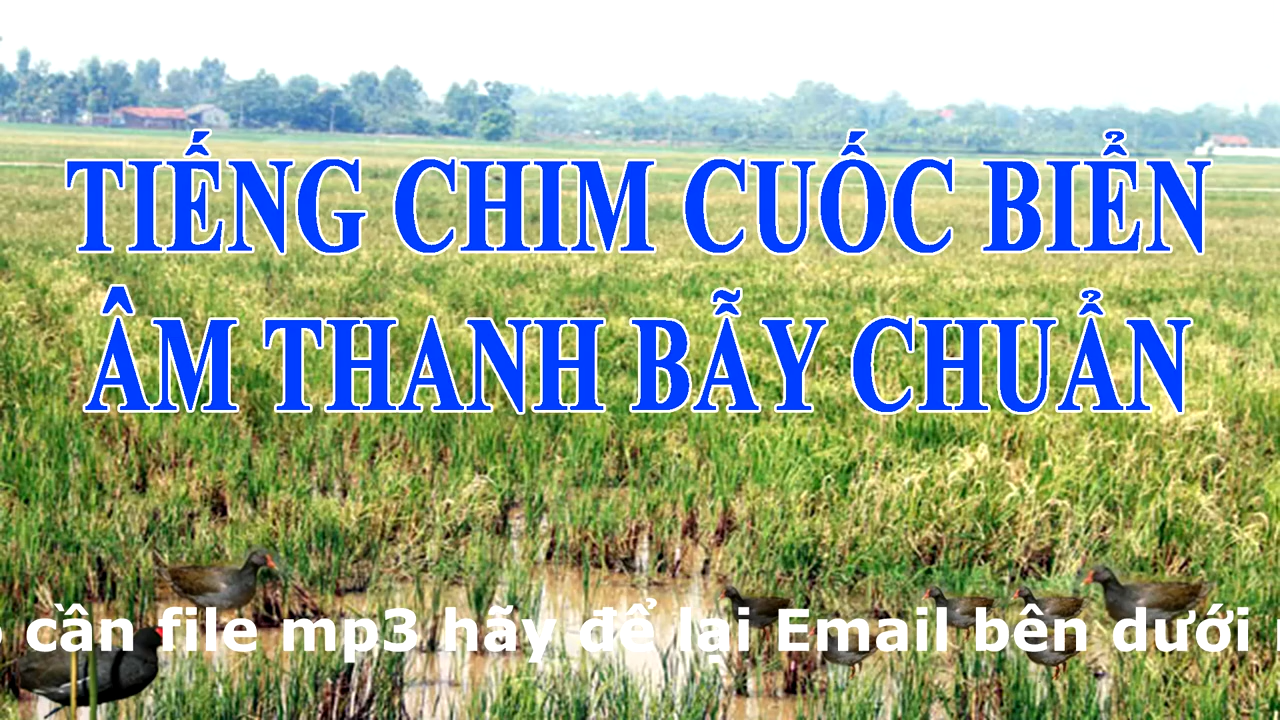 TIẾNG CHIM CUỐC BIỂN
ÂM THANH BẪY CHUẨN
cần file mp3 hãy để lại Email bên dưới